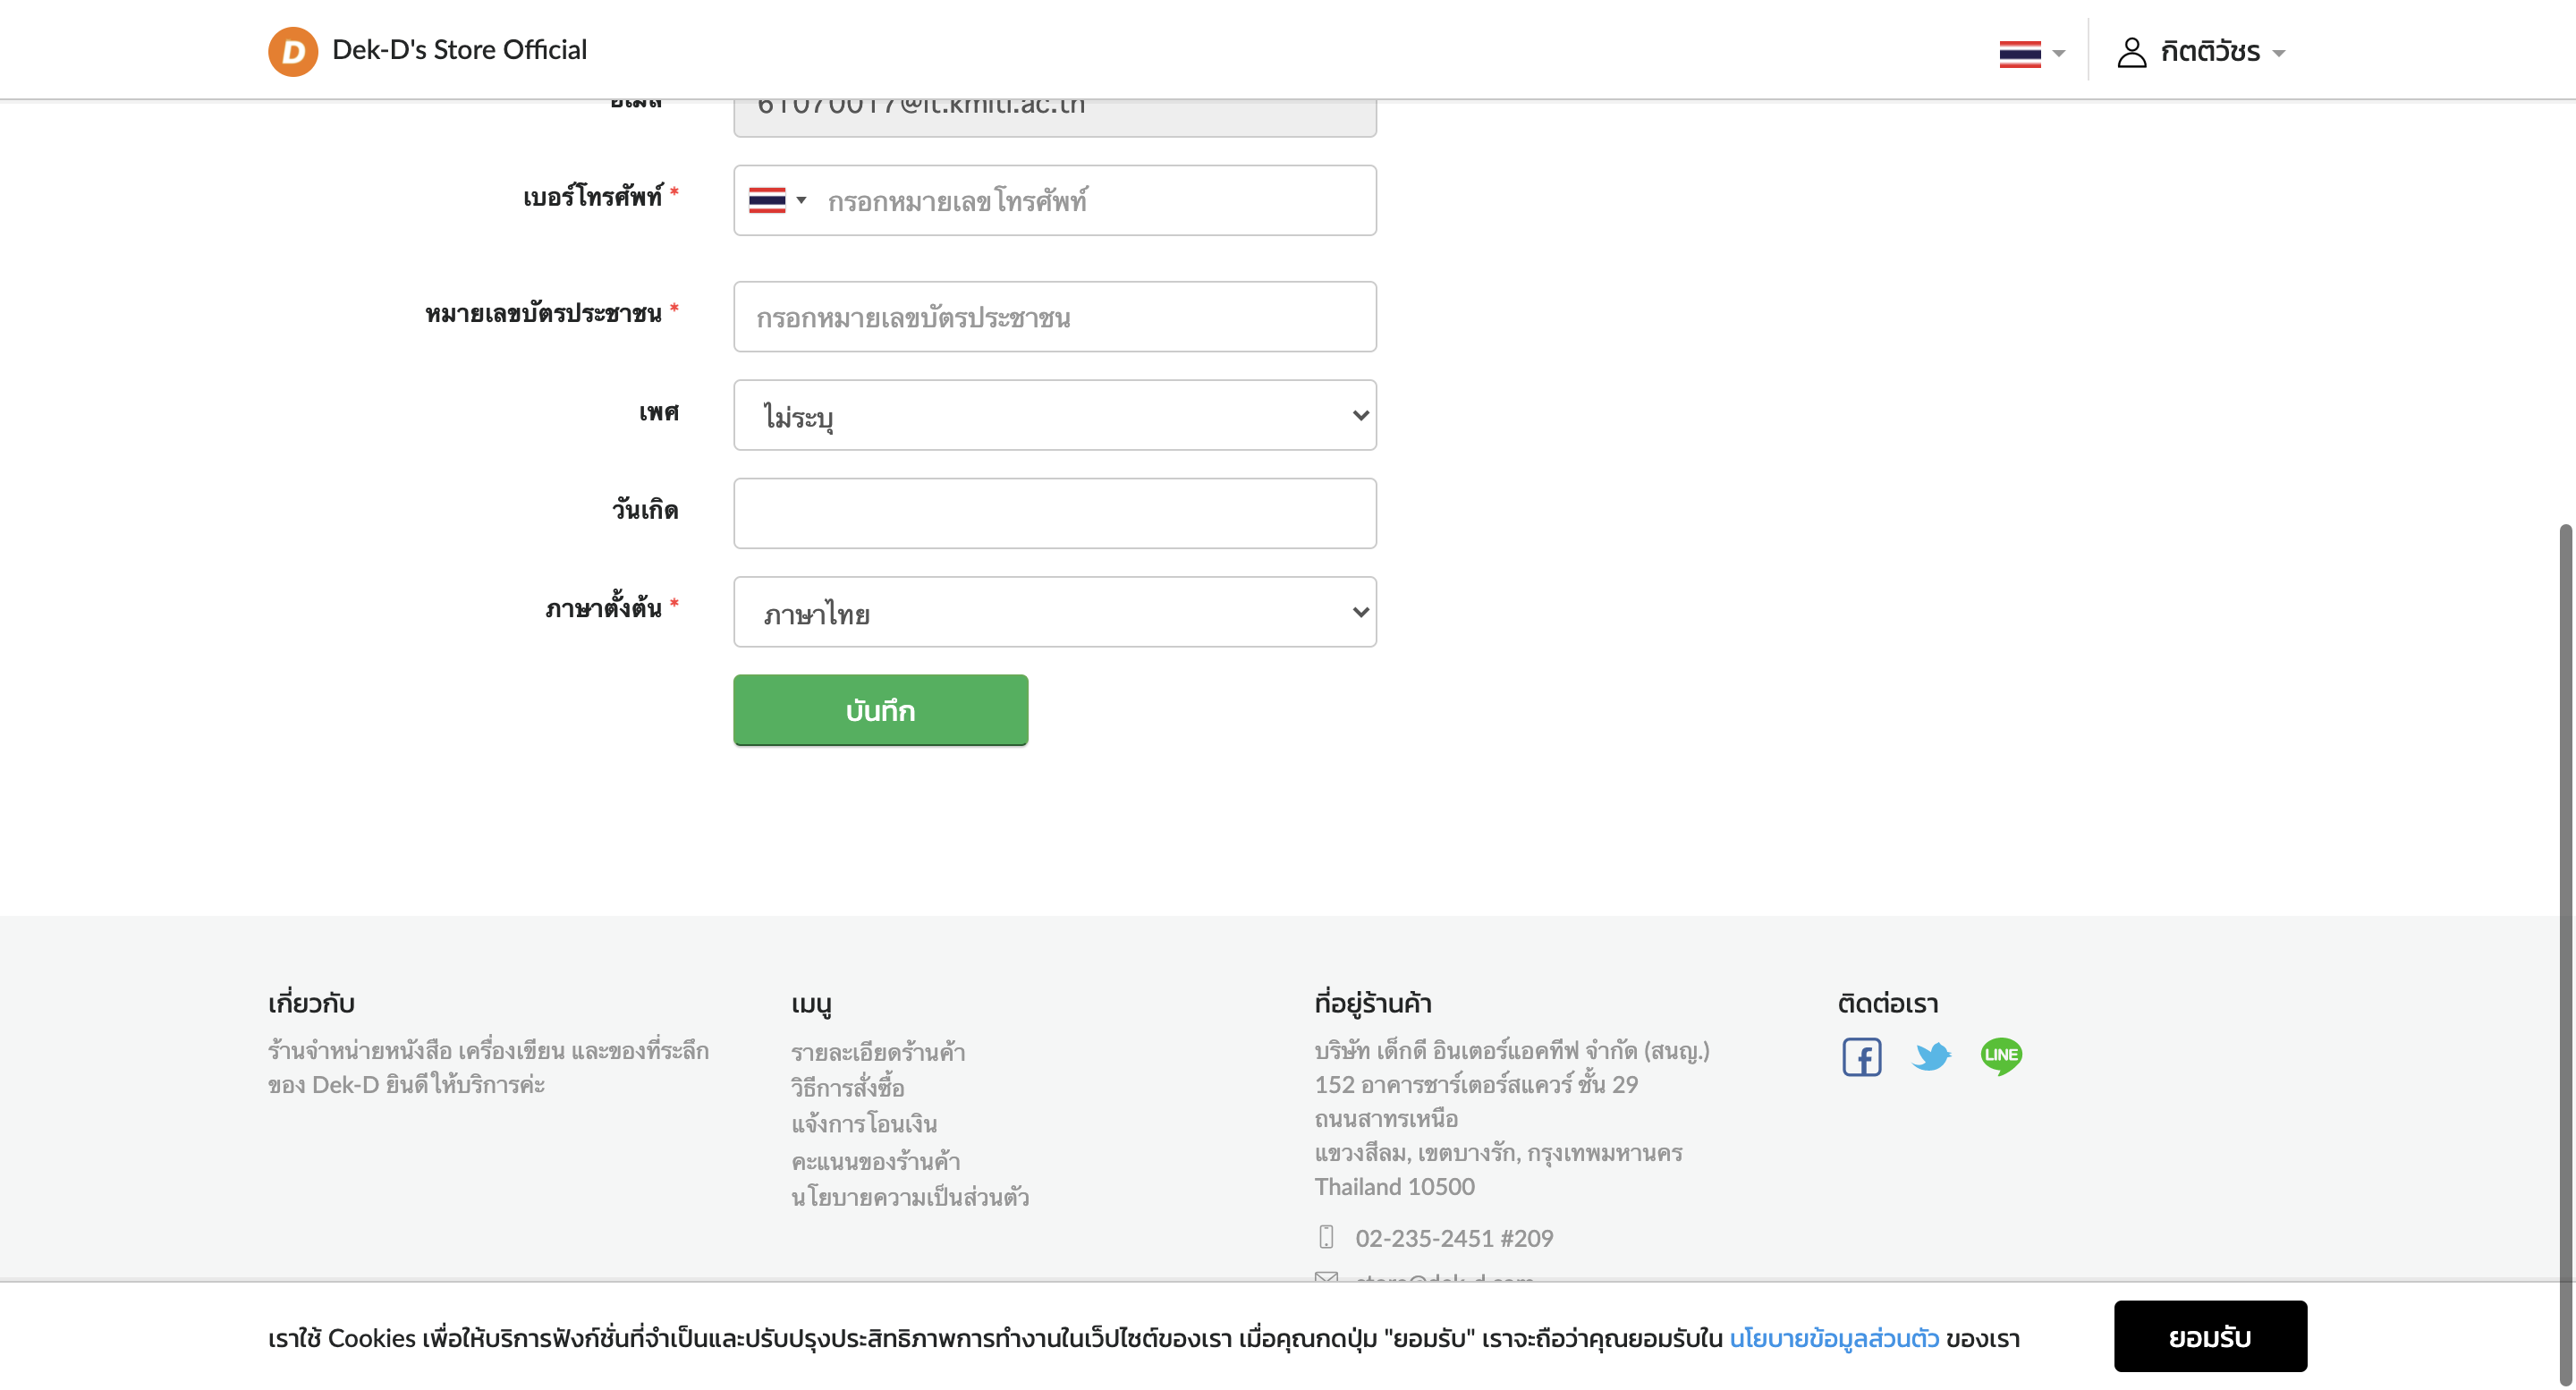 Dek-D's Store Official
กิตติวัชร
61070017@it.kmitl.ac.th
เบอร์โทรศัพท์ *
กรอกหมายเลขโทรศัพท์
หมายเลขบัตรประชาชน *
กรอกหมายเลขบัตรประชาชน
เพศ
ไม่ระบุ
วันเกิด
ภาษาตั้งต้น *
ภาษาไทย
บันทึก
เกี่ยวกับ
ร้านจำหน่ายหนังสือ เครื่องเขียน และของที่ระลึก
ของ Dek-D ยินดีให้บริการค่ะ
เมนู
รายละเอียดร้านค้า
วิธีการสั่งซื้อ
แจ้งการโอนเงิน
คะแนนของร้านค้า
นโยบายความเป็นส่วนตัว
ที่อยู่ร้านค้า
บริษัท เด็กดี อินเตอร์แอคทีฟ จำกัด (สนญ.)
152 อาคารชาร์เตอร์สแควร์ ชั้น 29
ถนนสาทรเหนือ
แขวงสีลม, เขตบางรัก, กรุงเทพมหานคร
Thailand 10500
02-235-2451 #209
store@dek-d.com
ติดต่อเรา
LINE
เราใช้ Cookies เพื่อให้บริการฟังก์ชั่นที่จำเป็นและปรับปรุงประสิทธิภาพการทำงานในเว็ปไซต์ของเรา เมื่อคุณกดปุ่ม "ยอมรับ" เราจะถือว่าคุณยอมรับใน นโยบายข้อมูลส่วนตัว ของเรา
ยอมรับ